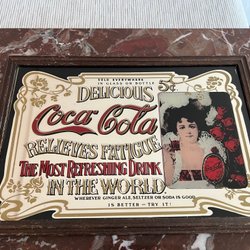 SOLD EVERYWHERE
IN GLASS OR BOTTLE
DELICIOUS 5¢
Coca-Cola
RELIEVES FATIGUE
THE MOST REFRESHING DRINK
IN THE WORLD
WHEREVER GINGER ALE, SELTZER OR SODA IS GOOD
IS BETTER - TRY IT!